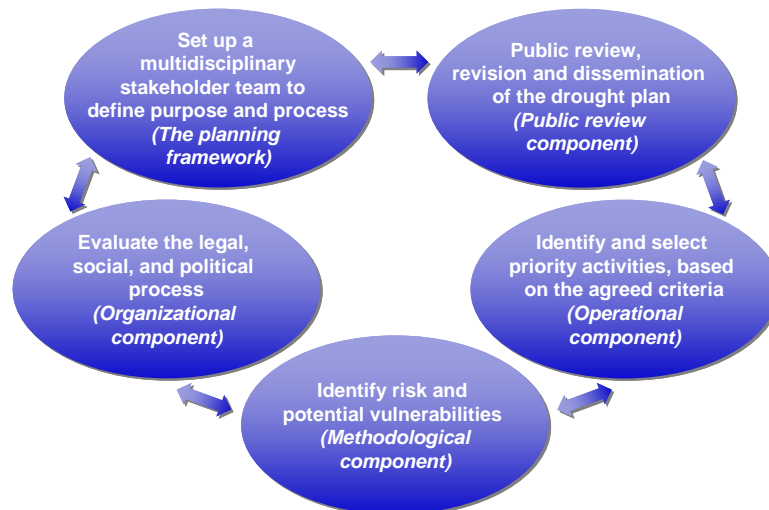 Set up a
multidisciplinary
stakeholder team to
define purpose and process
(The planning
framework)
Public review,
revision and dissemination
of the drought plan
(Public review
component)
Evaluate the legal,
social, and political
process
(Organizational
component)
Identify and select
priority activities, based
on the agreed criteria
(Operational
component)
Identify risk and
potential vulnerabilities
(Methodological
component)